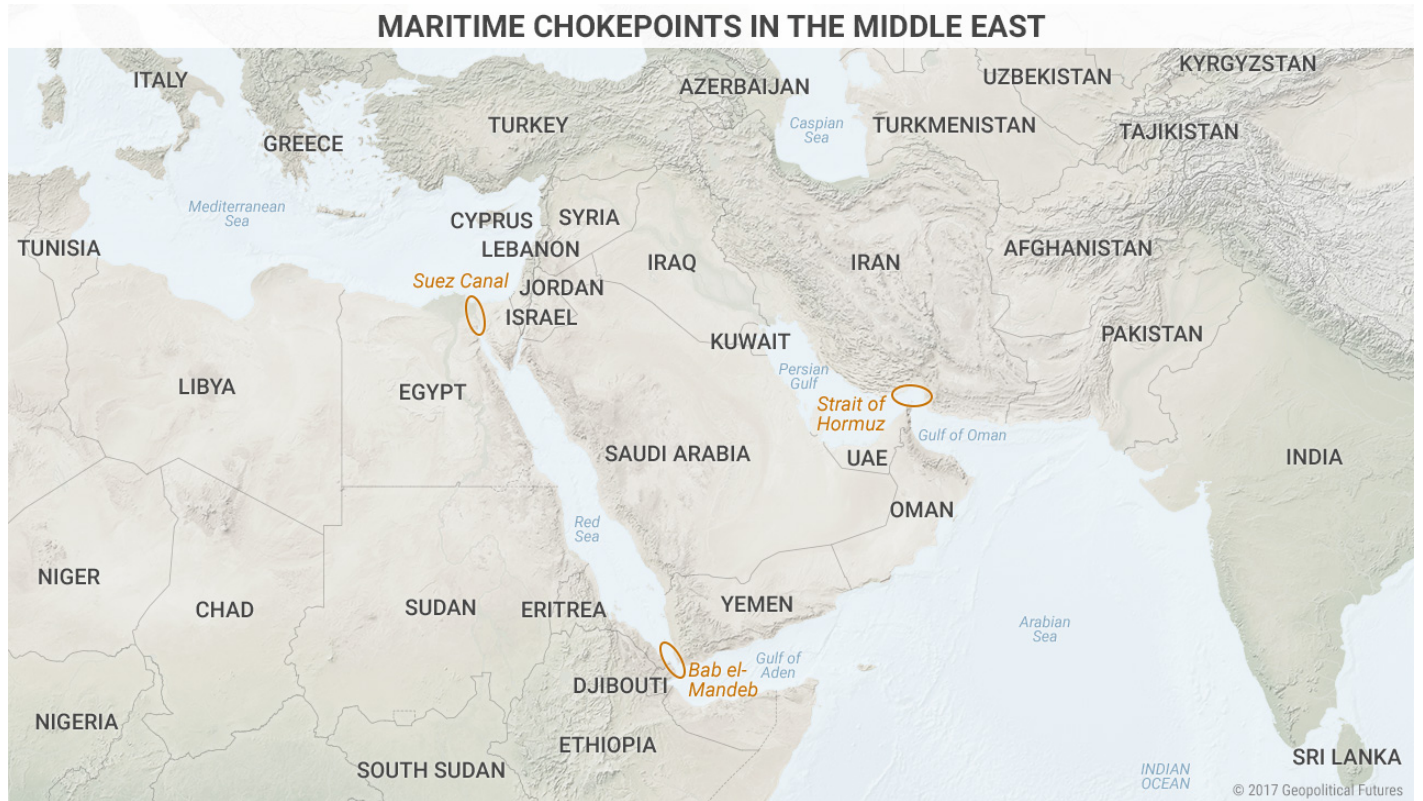 MARITIME CHOKEPOINTS IN THE MIDDLE EAST
ITALY
AZERBAIJAN
UZBEKISTAN
KYRGYZSTAN
GREECE
TURKEY
Caspian
Sea
TURKMENISTAN
TAJIKISTAN
Mediterranean
Sea
CYPRUS
SYRIA
TUNISIA
LEBANON
IRAQ
IRAN
AFGHANISTAN
Suez Canal
JORDAN
ISRAEL
KUWAIT
PAKISTAN
Persian
Gulf
LIBYA
EGYPT
Strait of
Hormuz
Gulf of Oman
SAUDI ARABIA
UAE
INDIA
OMAN
Red
Sea
NIGER
CHAD
SUDAN
ERITREA
YEMEN
Arabian
Sea
Gulf of
Aden
Bab el-
Mandeb
DJIBOUTI
NIGERIA
ETHIOPIA
SOUTH SUDAN
SRI LANKA
INDIAN
OCEAN
© 2017 Geopolitical Futures